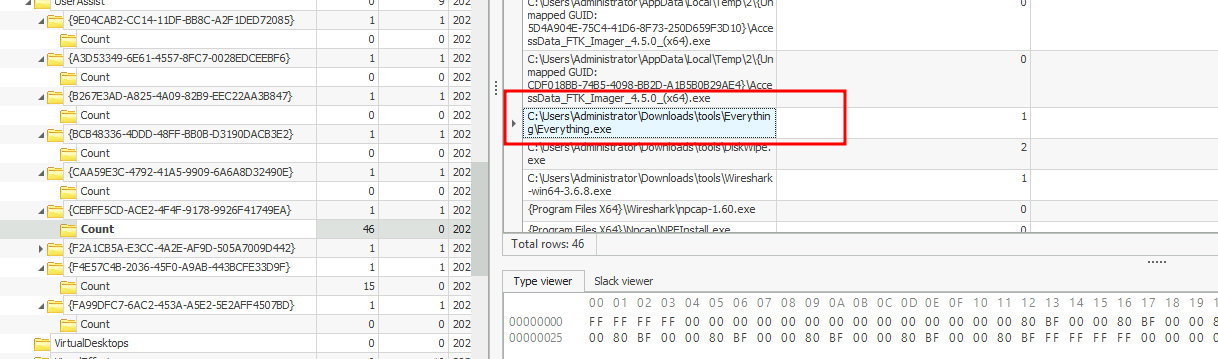 UserAssist 0 9 202
{9E04CAB2-CC14-11DF-BB8C-A2F1DED72085} 1 1 202
Count 0 0 202
{A3D53349-6E61-4557-8FC7-0028EDCEEBF6} 1 1 202
Count 0 0 202
{B267E3AD-A825-4A09-82B9-EEC22AA3B847} 1 1 202
Count 0 0 202
{BCB48336-4DDD-48FF-BB0B-D3190DACB3E2} 1 1 202
Count 0 0 202
{CAA59E3C-4792-41A5-9909-6A6A8D32490E} 1 1 202
Count 0 0 202
{CEBFF5CD-ACE2-4F4F-9178-9926F41749EA} 1 1 202
Count 46 0 202
{F2A1CB5A-E3CC-4A2E-AF9D-505A7009D442} 1 1 202
{F4E57C4B-2036-45F0-A9AB-443BCFE33D9F} 1 1 202
Count 15 0 202
{FA99DFC7-6AC2-453A-A5E2-5E2AFF4507BD} 1 1 202
Count 0 0 202
VirtualDesktops 0 0 202
C:\Users\Administrator\AppData\Local\Temp\2\{Un 0
mapped GUID:
5D4A904E-75C4-41D6-8F73-250D659F3D10}\Acce
ssData_FTK_Imager_4.5.0_(x64).exe
C:\Users\Administrator\AppData\Local\Temp\2\{Un 0
mapped GUID:
CDF018BB-74B5-4098-BB2D-A1B5B0B29AE4}\Acce
ssData_FTK_Imager_4.5.0_(x64).exe
C:\Users\Administrator\Downloads\tools\Everythin 1
g\Everything.exe
C:\Users\Administrator\Downloads\tools\DiskWipe. 2
exe
C:\Users\Administrator\Downloads\tools\Wireshark 1
-win64-3.6.8.exe
{Program Files X64}\Wireshark\npcap-1.60.exe 0
{Program Files X64}\Npcap\NPFInstall.exe 0
Total rows: 46
Type viewer Slack viewer
00 01 02 03 04 05 06 07 08 09 0A 0B 0C 0D 0E 0F 10 11 12 13 14 15 16 17 18 19
00000000 FF FF FF FF 00 00 00 00 00 00 00 00 00 00 00 00 00 00 80 BF 00 00 80 BF 00 00 8
00000025 00 80 BF 00 00 80 BF 00 00 80 BF 00 00 80 BF 00 00 80 BF FF FF FF FF 00 00 00 0